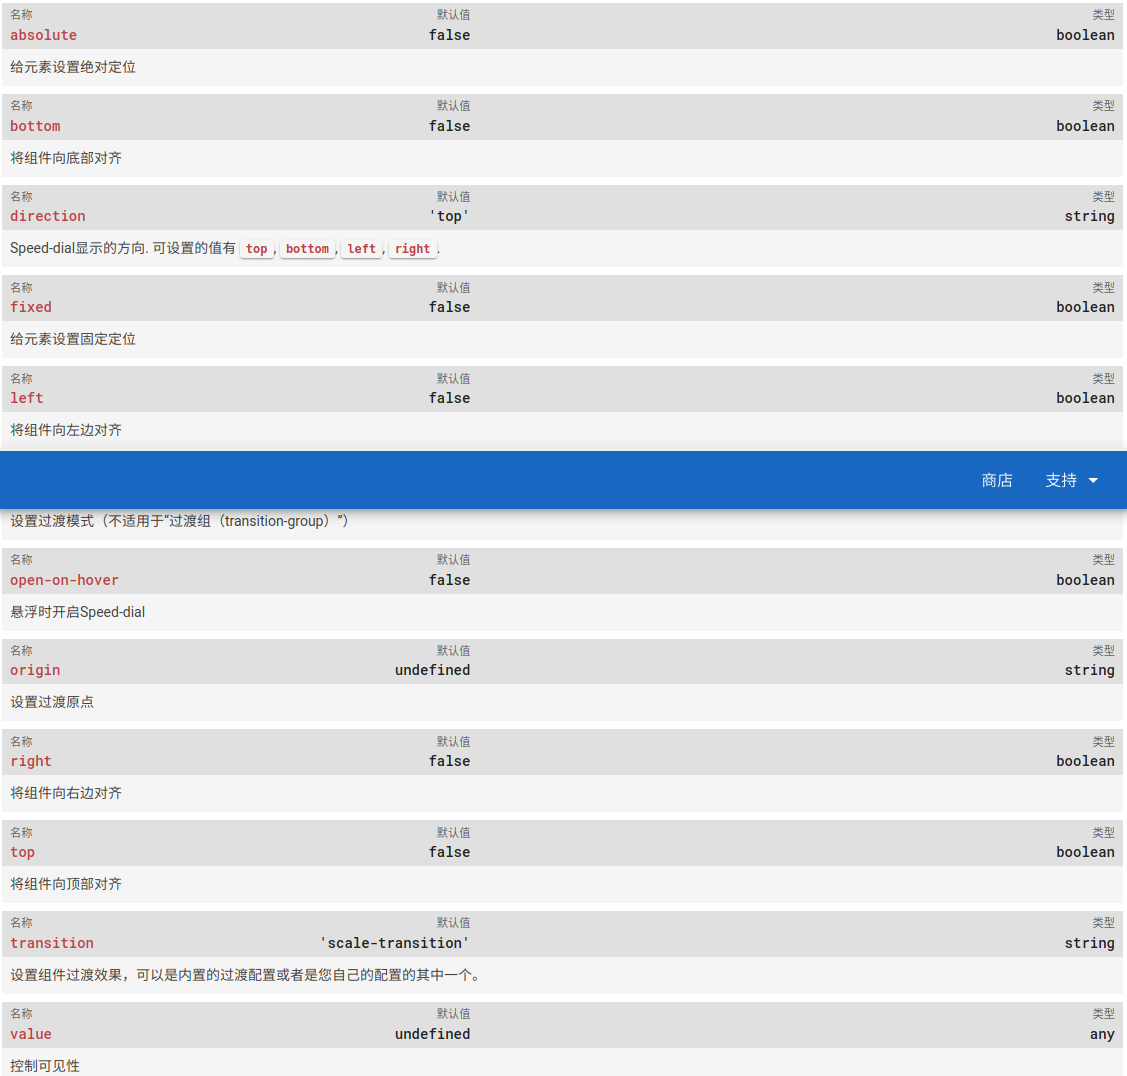 名称 默认值 类型
absolute false boolean
给元素设置绝对定位
名称 默认值 类型
bottom false boolean
将组件向底部对齐
名称 默认值 类型
direction 'top' string
Speed-dial显示的方向. 可设置的值有 top , bottom , left , right .
名称 默认值 类型
fixed false boolean
给元素设置固定定位
名称 默认值 类型
left false boolean
将组件向左边对齐
商店 支持
设置过渡模式（不适用于“过渡组（transition-group）”）
名称 默认值 类型
open-on-hover false boolean
悬浮时开启Speed-dial
名称 默认值 类型
origin undefined string
设置过渡原点
名称 默认值 类型
right false boolean
将组件向右边对齐
名称 默认值 类型
top false boolean
将组件向顶部对齐
名称 默认值 类型
transition 'scale-transition' string
设置组件过渡效果，可以是内置的过渡配置或者是您自己的配置的其中一个。
名称 默认值 类型
value undefined any
控制可见性